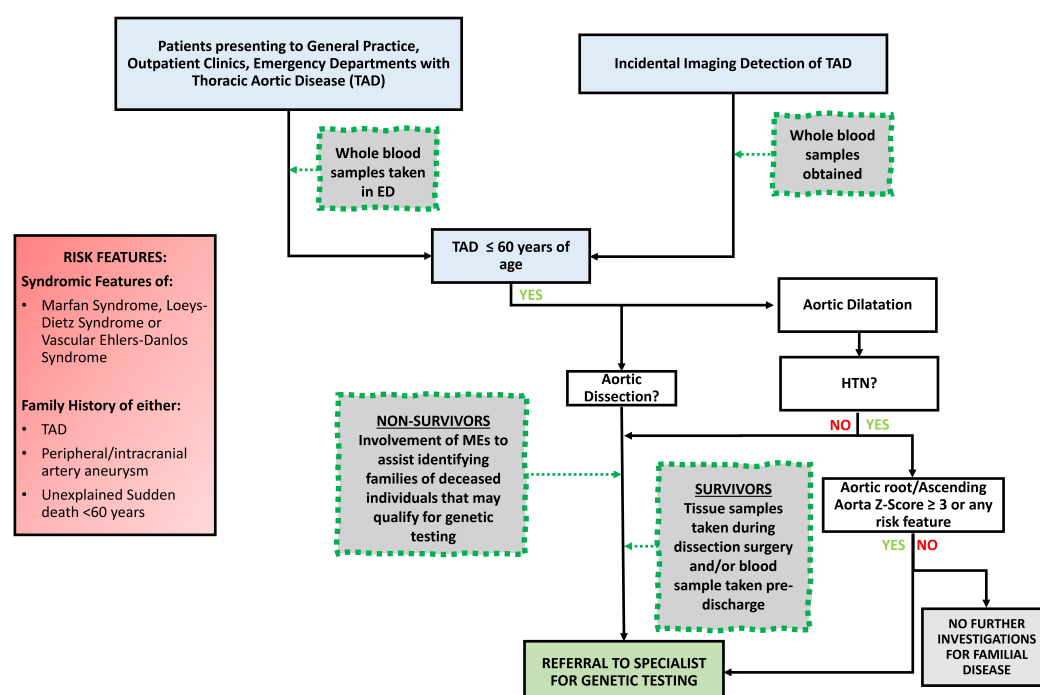 Patients presenting to General Practice,
Outpatient Clinics, Emergency Departments with
Thoracic Aortic Disease (TAD)
Incidental Imaging Detection of TAD
Whole blood
samples taken
in ED
Whole blood
samples
obtained
TAD ≤ 60 years of
age
YES
RISK FEATURES:
Syndromic Features of:
• Marfan Syndrome, Loeys-
Dietz Syndrome or
Vascular Ehlers-Danlos
Syndrome
Family History of either:
• TAD
• Peripheral/intracranial
artery aneurysm
• Unexplained Sudden
death <60 years
Aortic Dilatation
Aortic
Dissection?
HTN?
NO YES
NON-SURVIVORS
Involvement of MEs to
assist identifying
families of deceased
individuals that may
qualify for genetic
testing
SURVIVORS
Tissue samples
taken during
dissection surgery
and/or blood
sample taken pre-
discharge
Aortic root/Ascending
Aorta Z-Score ≥ 3 or any
risk feature
YES NO
NO FURTHER
INVESTIGATIONS
FOR FAMILIAL
DISEASE
REFERRAL TO SPECIALIST
FOR GENETIC TESTING